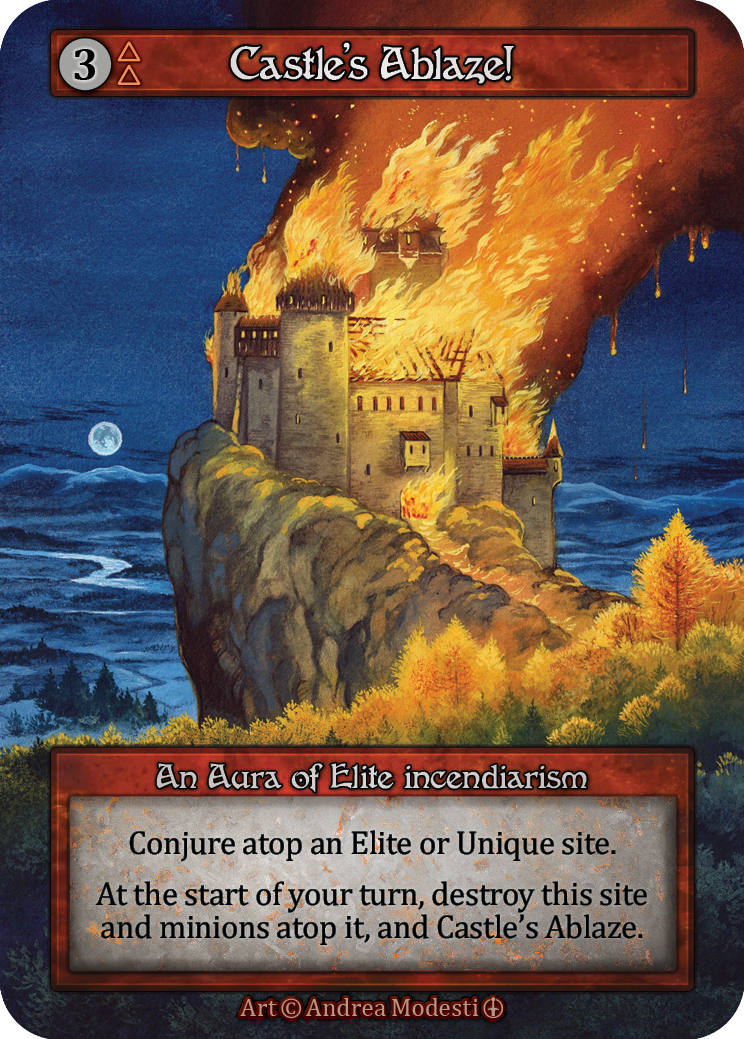 3 Castle's Ablaze!
An Aura of Elite incendiarism
Conjure atop an Elite or Unique site.
At the start of your turn, destroy this site
and minions atop it, and Castle's Ablaze.
Art © Andrea Modesti